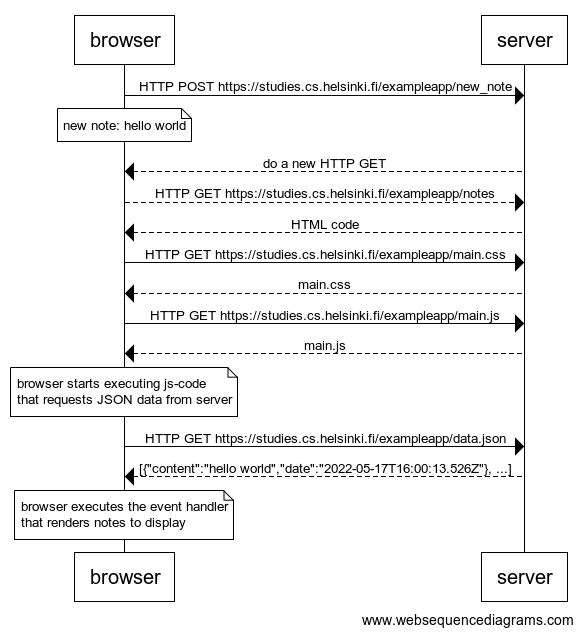 browser server
HTTP POST https://studies.cs.helsinki.fi/exampleapp/new_note
new note: hello world
do a new HTTP GET
HTTP GET https://studies.cs.helsinki.fi/exampleapp/notes
HTML code
HTTP GET https://studies.cs.helsinki.fi/exampleapp/main.css
main.css
HTTP GET https://studies.cs.helsinki.fi/exampleapp/main.js
main.js
browser starts executing js-code
that requests JSON data from server
HTTP GET https://studies.cs.helsinki.fi/exampleapp/data.json
[{"content":"hello world","date":"2022-05-17T16:00:13.526Z"}, ...]
browser executes the event handler
that renders notes to display
browser server
www.websequencediagrams.com